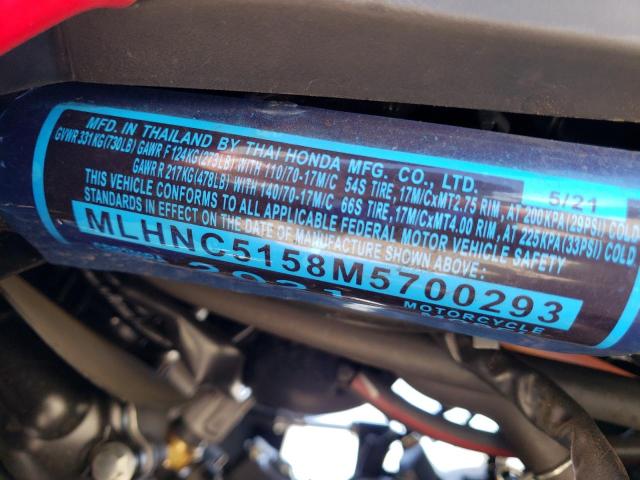 MFD. IN THAILAND BY THAI HONDA MFG. CO., LTD. 5/21
GVWR 331KG(730LB) GAWR F 124KG(273LB) WITH 110/70-17M/C 54S TIRE, 17M/CxMT2.75 RIM, AT 200KPA(29PSI) COLD
GAWR R 217KG(478LB) WITH 140/70-17M/C 66S TIRE, 17M/CxMT4.00 RIM, AT 225KPA(33PSI) COLD
THIS VEHICLE CONFORMS TO ALL APPLICABLE FEDERAL MOTOR VEHICLE SAFETY
STANDARDS IN EFFECT ON THE DATE OF MANUFACTURE SHOWN ABOVE:
MLHNC5158M5700293
2021 MOTORCYCLE